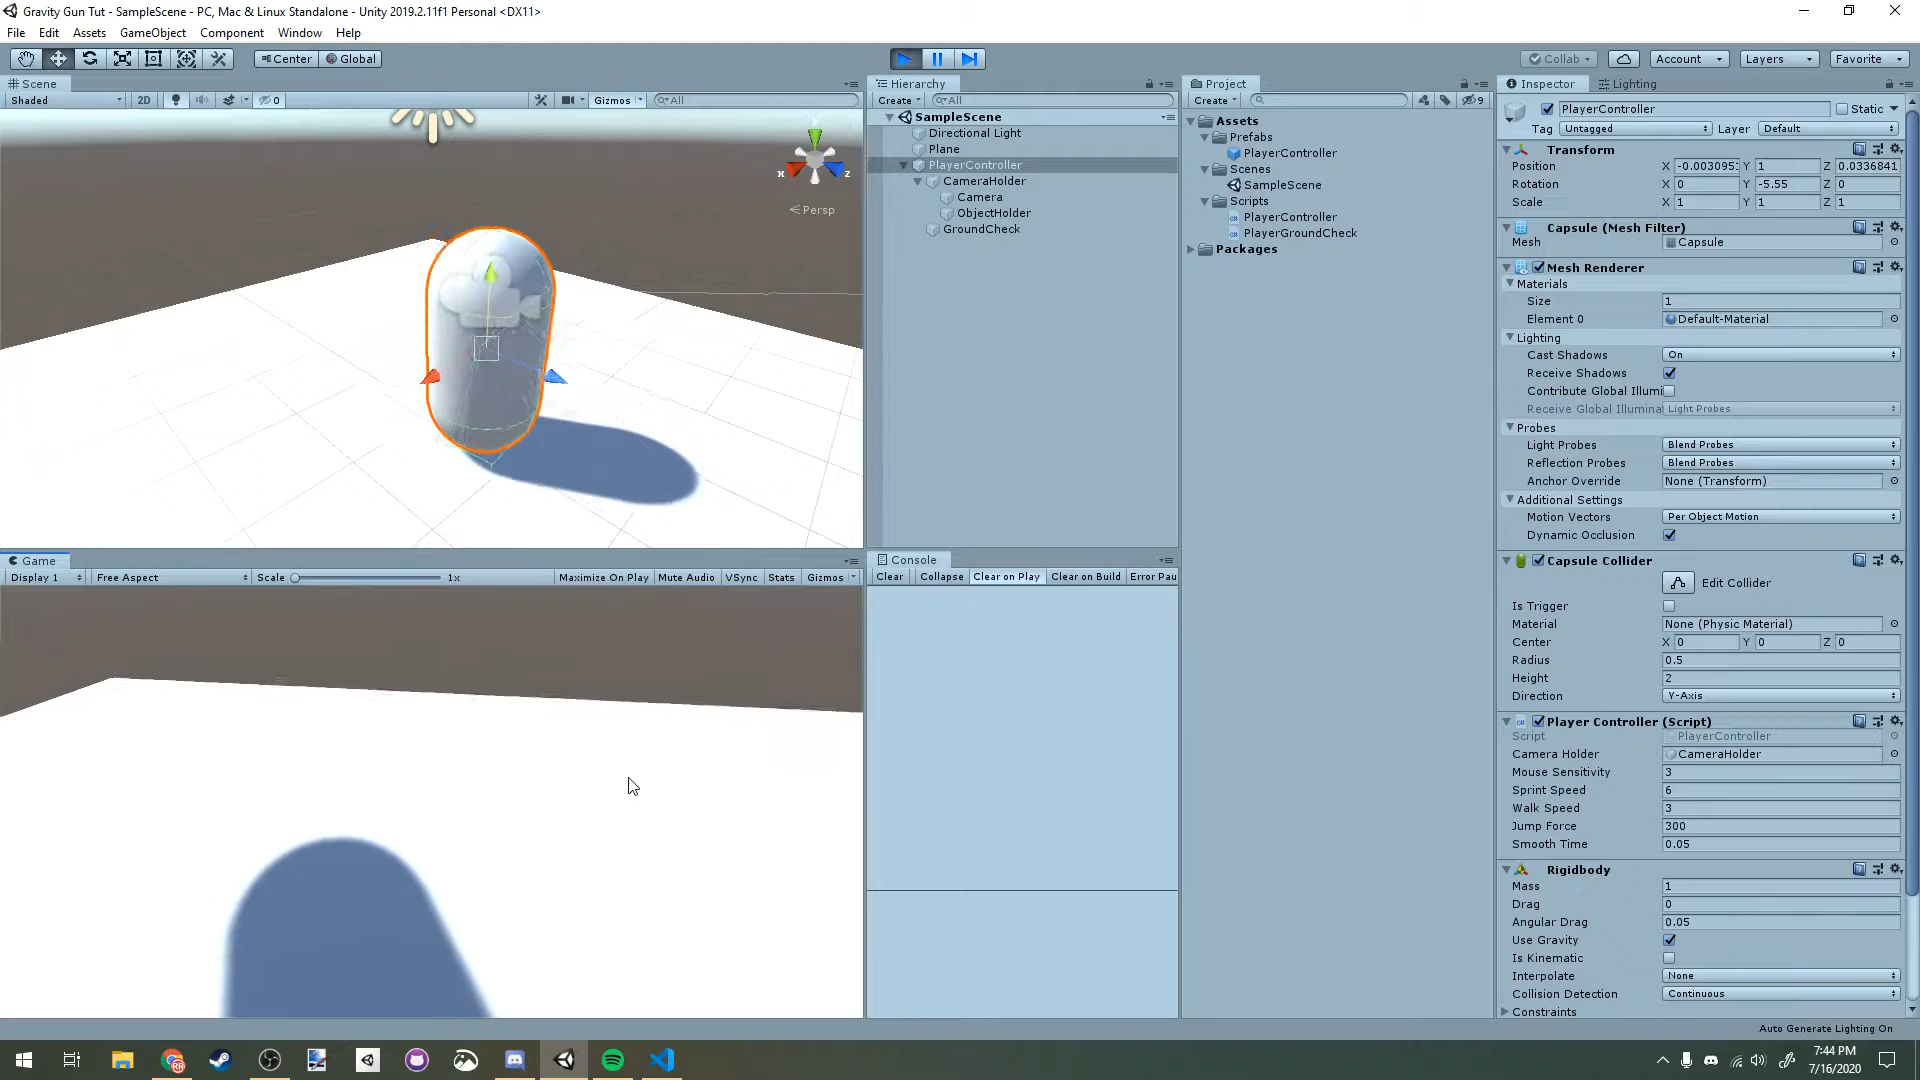 Gravity Gun Tut - SampleScene - PC, Mac & Linux Standalone - Unity 2019.2.11f1 Personal <DX11>
File Edit Assets GameObject Component Window Help
Center Global Collab Account Layers Favorite
Scene
Shaded 2D 0 Gizmos All
x z
Persp
Hierarchy
Create All
SampleScene
Directional Light
Plane
PlayerController
CameraHolder
Camera
ObjectHolder
GroundCheck
Project
Create 9
Assets
Prefabs
PlayerController
Scenes
SampleScene
Scripts
PlayerController
PlayerGroundCheck
Packages
Game
Display 1 Free Aspect Scale 1x Maximize On Play Mute Audio VSync Stats Gizmos
Console
Clear Collapse Clear on Play Clear on Build Error Pau
Inspector Lighting
PlayerController Static
Tag Untagged Layer Default
Transform
Position X -0.003095 Y 1 Z 0.0336841
Rotation X 0 Y -5.55 Z 0
Scale X 1 Y 1 Z 1
Capsule (Mesh Filter)
Mesh Capsule
Mesh Renderer
Materials
Size 1
Element 0 Default-Material
Lighting
Cast Shadows On
Receive Shadows
Contribute Global Illumi
Receive Global Illumina Light Probes
Probes
Light Probes Blend Probes
Reflection Probes Blend Probes
Anchor Override None (Transform)
Additional Settings
Motion Vectors Per Object Motion
Dynamic Occlusion
Capsule Collider
Edit Collider
Is Trigger
Material None (Physic Material)
Center X 0 Y 0 Z 0
Radius 0.5
Height 2
Direction Y-Axis
Player Controller (Script)
Script PlayerController
Camera Holder CameraHolder
Mouse Sensitivity 3
Sprint Speed 6
Walk Speed 3
Jump Force 300
Smooth Time 0.05
Rigidbody
Mass 1
Drag 0
Angular Drag 0.05
Use Gravity
Is Kinematic
Interpolate None
Collision Detection Continuous
Constraints
Auto Generate Lighting On
7:44 PM
7/16/2020